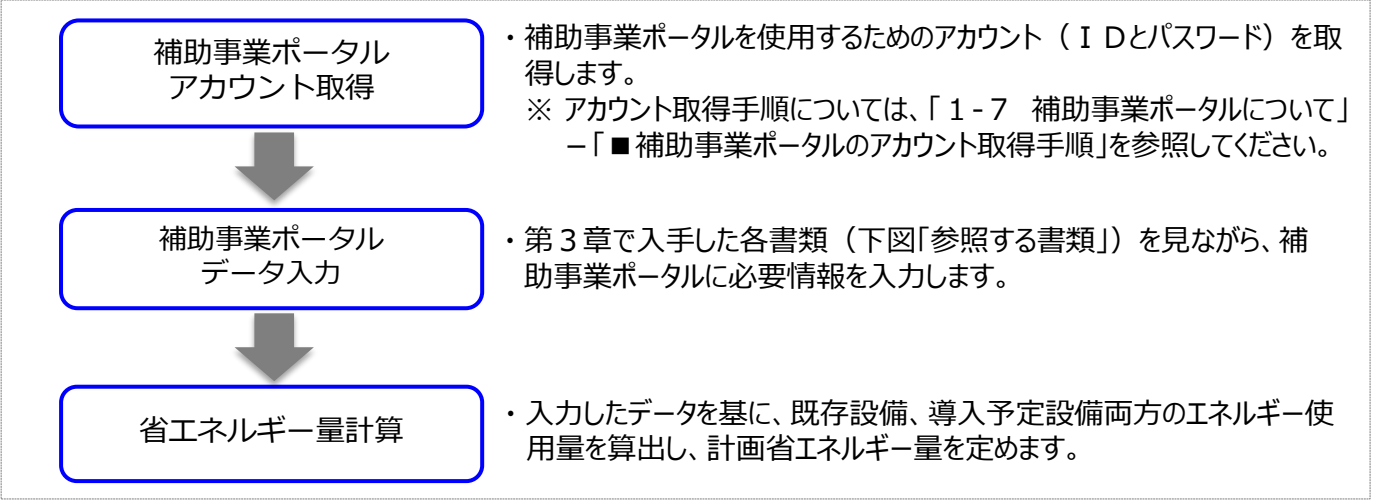 補助事業ポータル
アカウント取得
・補助事業ポータルを使用するためのアカウント（ＩＤとパスワード）を取
得します。
※ アカウント取得手順については、「１-７　補助事業ポータルについて」
－「■補助事業ポータルのアカウント取得手順」を参照してください。
補助事業ポータル
データ入力
・第３章で入手した各書類（下図「参照する書類」）を見ながら、補
助事業ポータルに必要情報を入力します。
省エネルギー量計算
・入力したデータを基に、既存設備、導入予定設備両方のエネルギー使
用量を算出し、計画省エネルギー量を定めます。